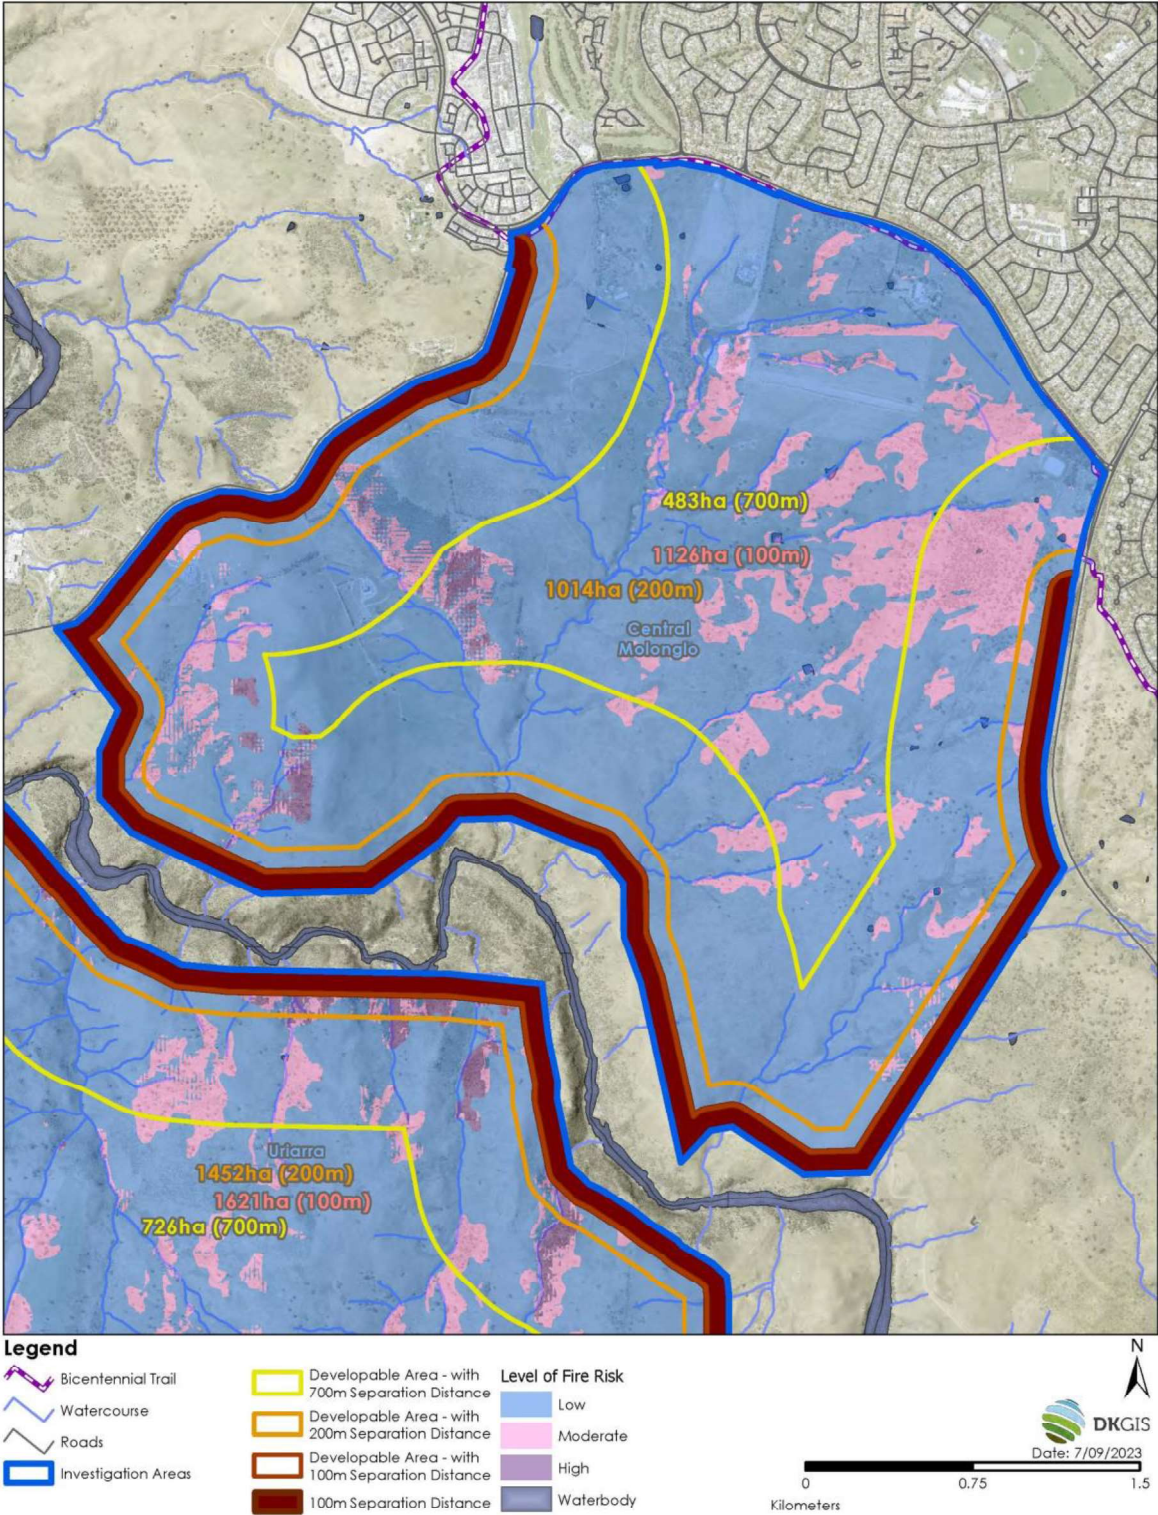 483ha (700m)
1126ha (100m)
1014ha (200m)
Central
Molonglo
Uriarra
1452ha (200m)
1621ha (100m)
726ha (700m)
Legend
Bicentennial Trail
Watercourse
Roads
Investigation Areas
Developable Area - with
700m Separation Distance
Developable Area - with
200m Separation Distance
Developable Area - with
100m Separation Distance
100m Separation Distance
Level of Fire Risk
Low
Moderate
High
Waterbody
N
DKGIS
Date: 7/09/2023
0 0.75 1.5
Kilometers